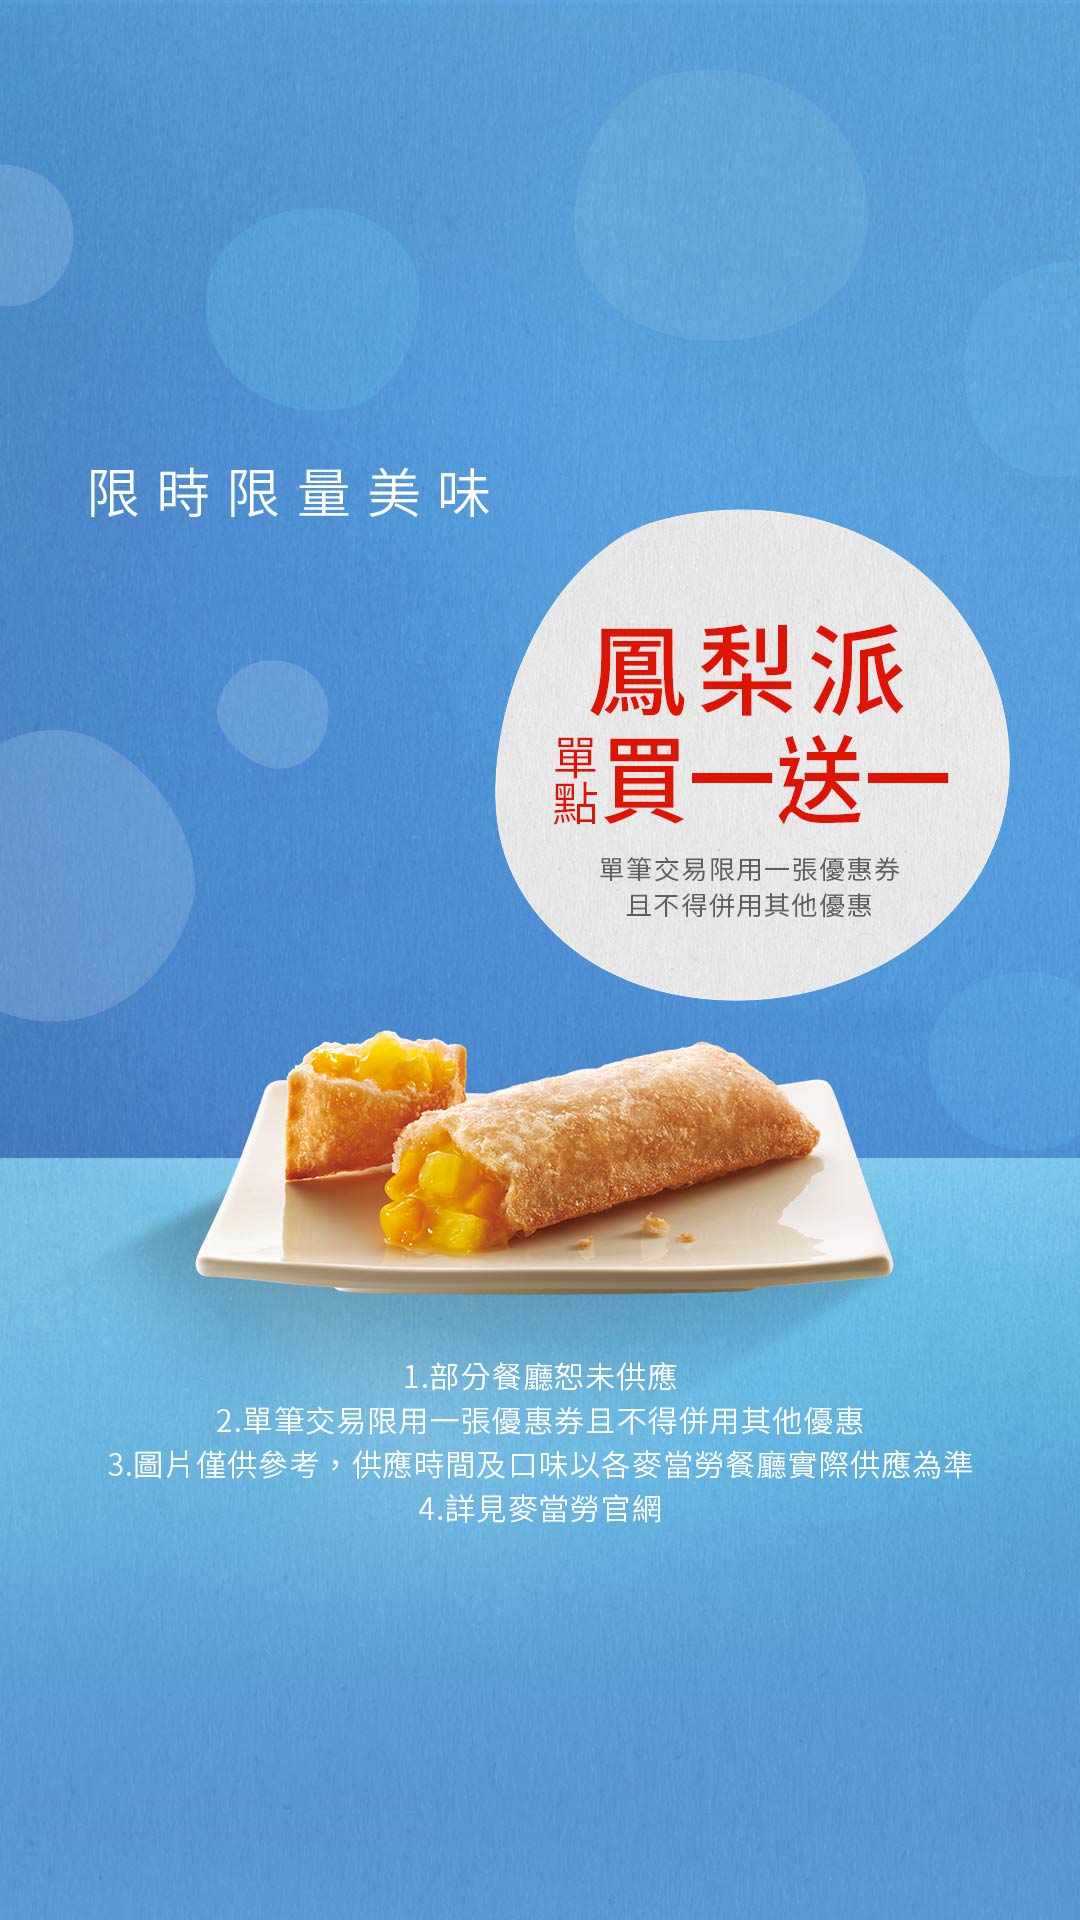 限時限量美味
鳳梨派
單點買一送一
單筆交易限用一張優惠券
且不得併用其他優惠
1.部分餐廳恕未供應
2.單筆交易限用一張優惠券且不得併用其他優惠
3.圖片僅供參考，供應時間及口味以各麥當勞餐廳實際供應為準
4.詳見麥當勞官網